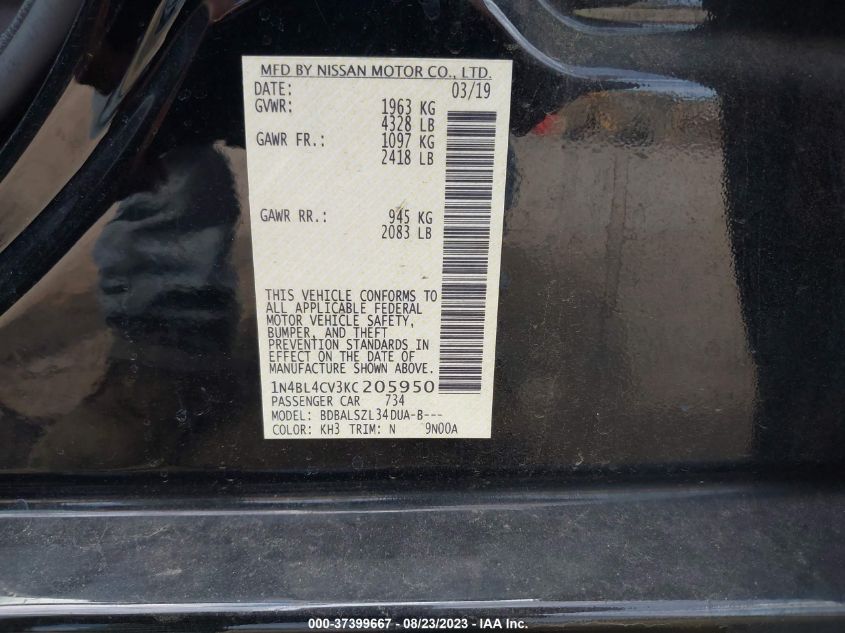 MFD BY NISSAN MOTOR CO., LTD.
DATE: 03/19
GVWR: 1963 KG
4328 LB
GAWR FR.: 1097 KG
2418 LB
GAWR RR.: 945 KG
2083 LB
THIS VEHICLE CONFORMS TO
ALL APPLICABLE FEDERAL
MOTOR VEHICLE SAFETY,
BUMPER, AND THEFT
PREVENTION STANDARDS IN
EFFECT ON THE DATE OF
MANUFACTURE SHOWN ABOVE.
1N4BL4CV3KC205950
PASSENGER CAR 734
MODEL: BDBALSZL34DUA-B---
COLOR: KH3 TRIM: N 9N00A
000-37399667 - 08/23/2023 - IAA Inc.